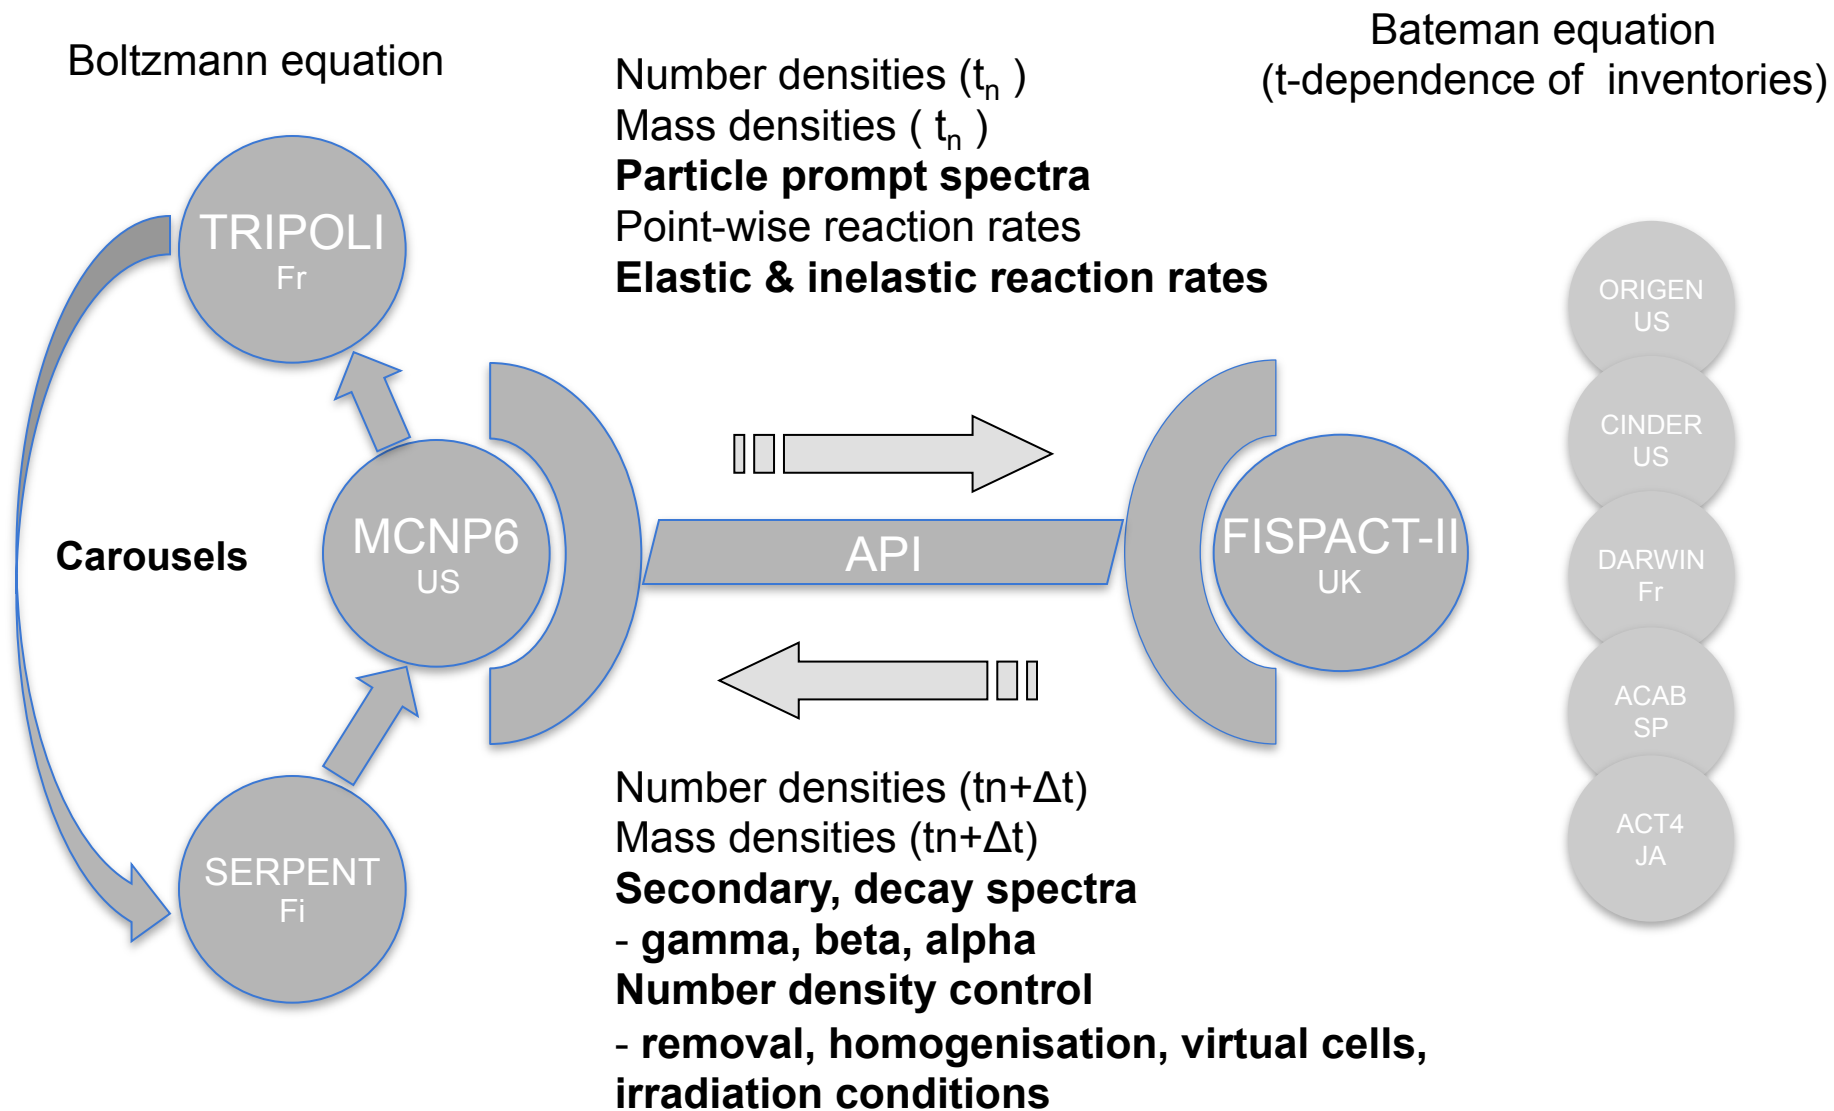 Boltzmann equation
Number densities (tn )
Mass densities ( tn )
Particle prompt spectra
Point-wise reaction rates
Elastic & inelastic reaction rates
Bateman equation
(t-dependence of  inventories)
TRIPOLI
Fr
Carousels
MCNP6
US
SERPENT
Fi
API
FISPACT-II
UK
ORIGEN
US
CINDER
US
DARWIN
Fr
ACAB
SP
ACT4
JA
Number densities (tn+Δt)
Mass densities (tn+Δt)
Secondary, decay spectra
- gamma, beta, alpha
Number density control
- removal, homogenisation, virtual cells,
irradiation conditions